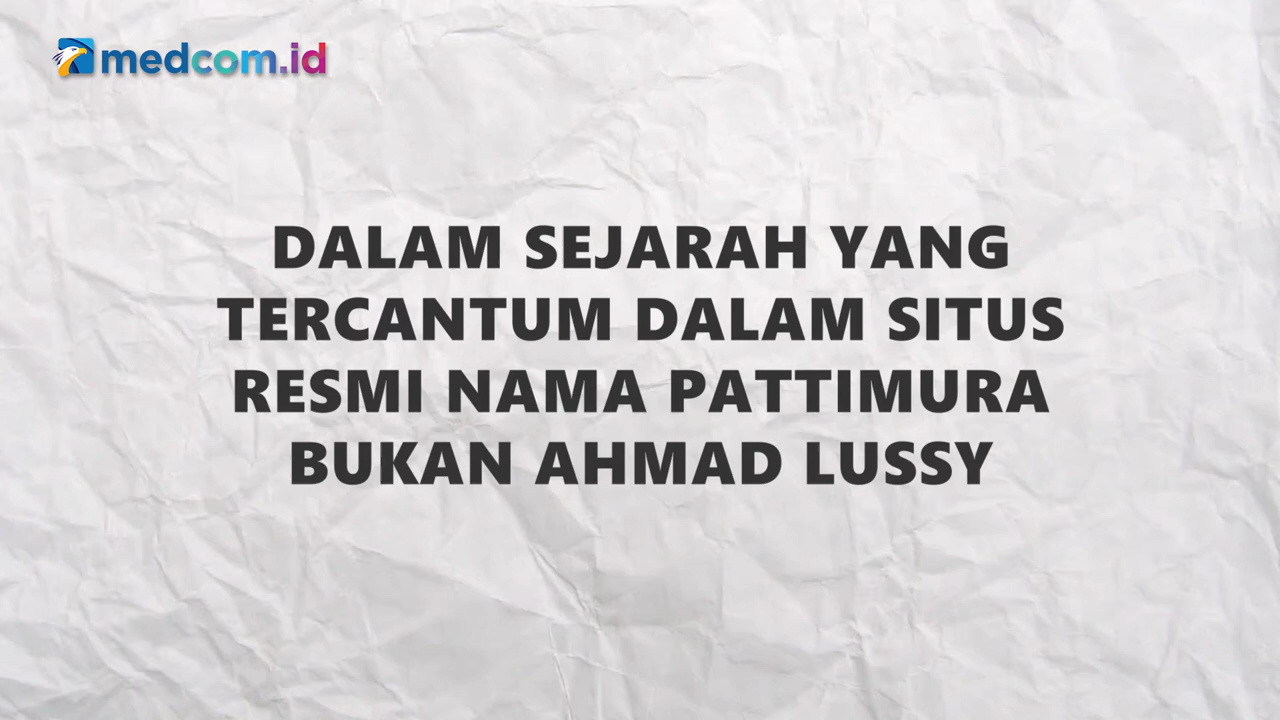 medcom.id
DALAM SEJARAH YANG
TERCANTUM DALAM SITUS
RESMI NAMA PATTIMURA
BUKAN AHMAD LUSSY